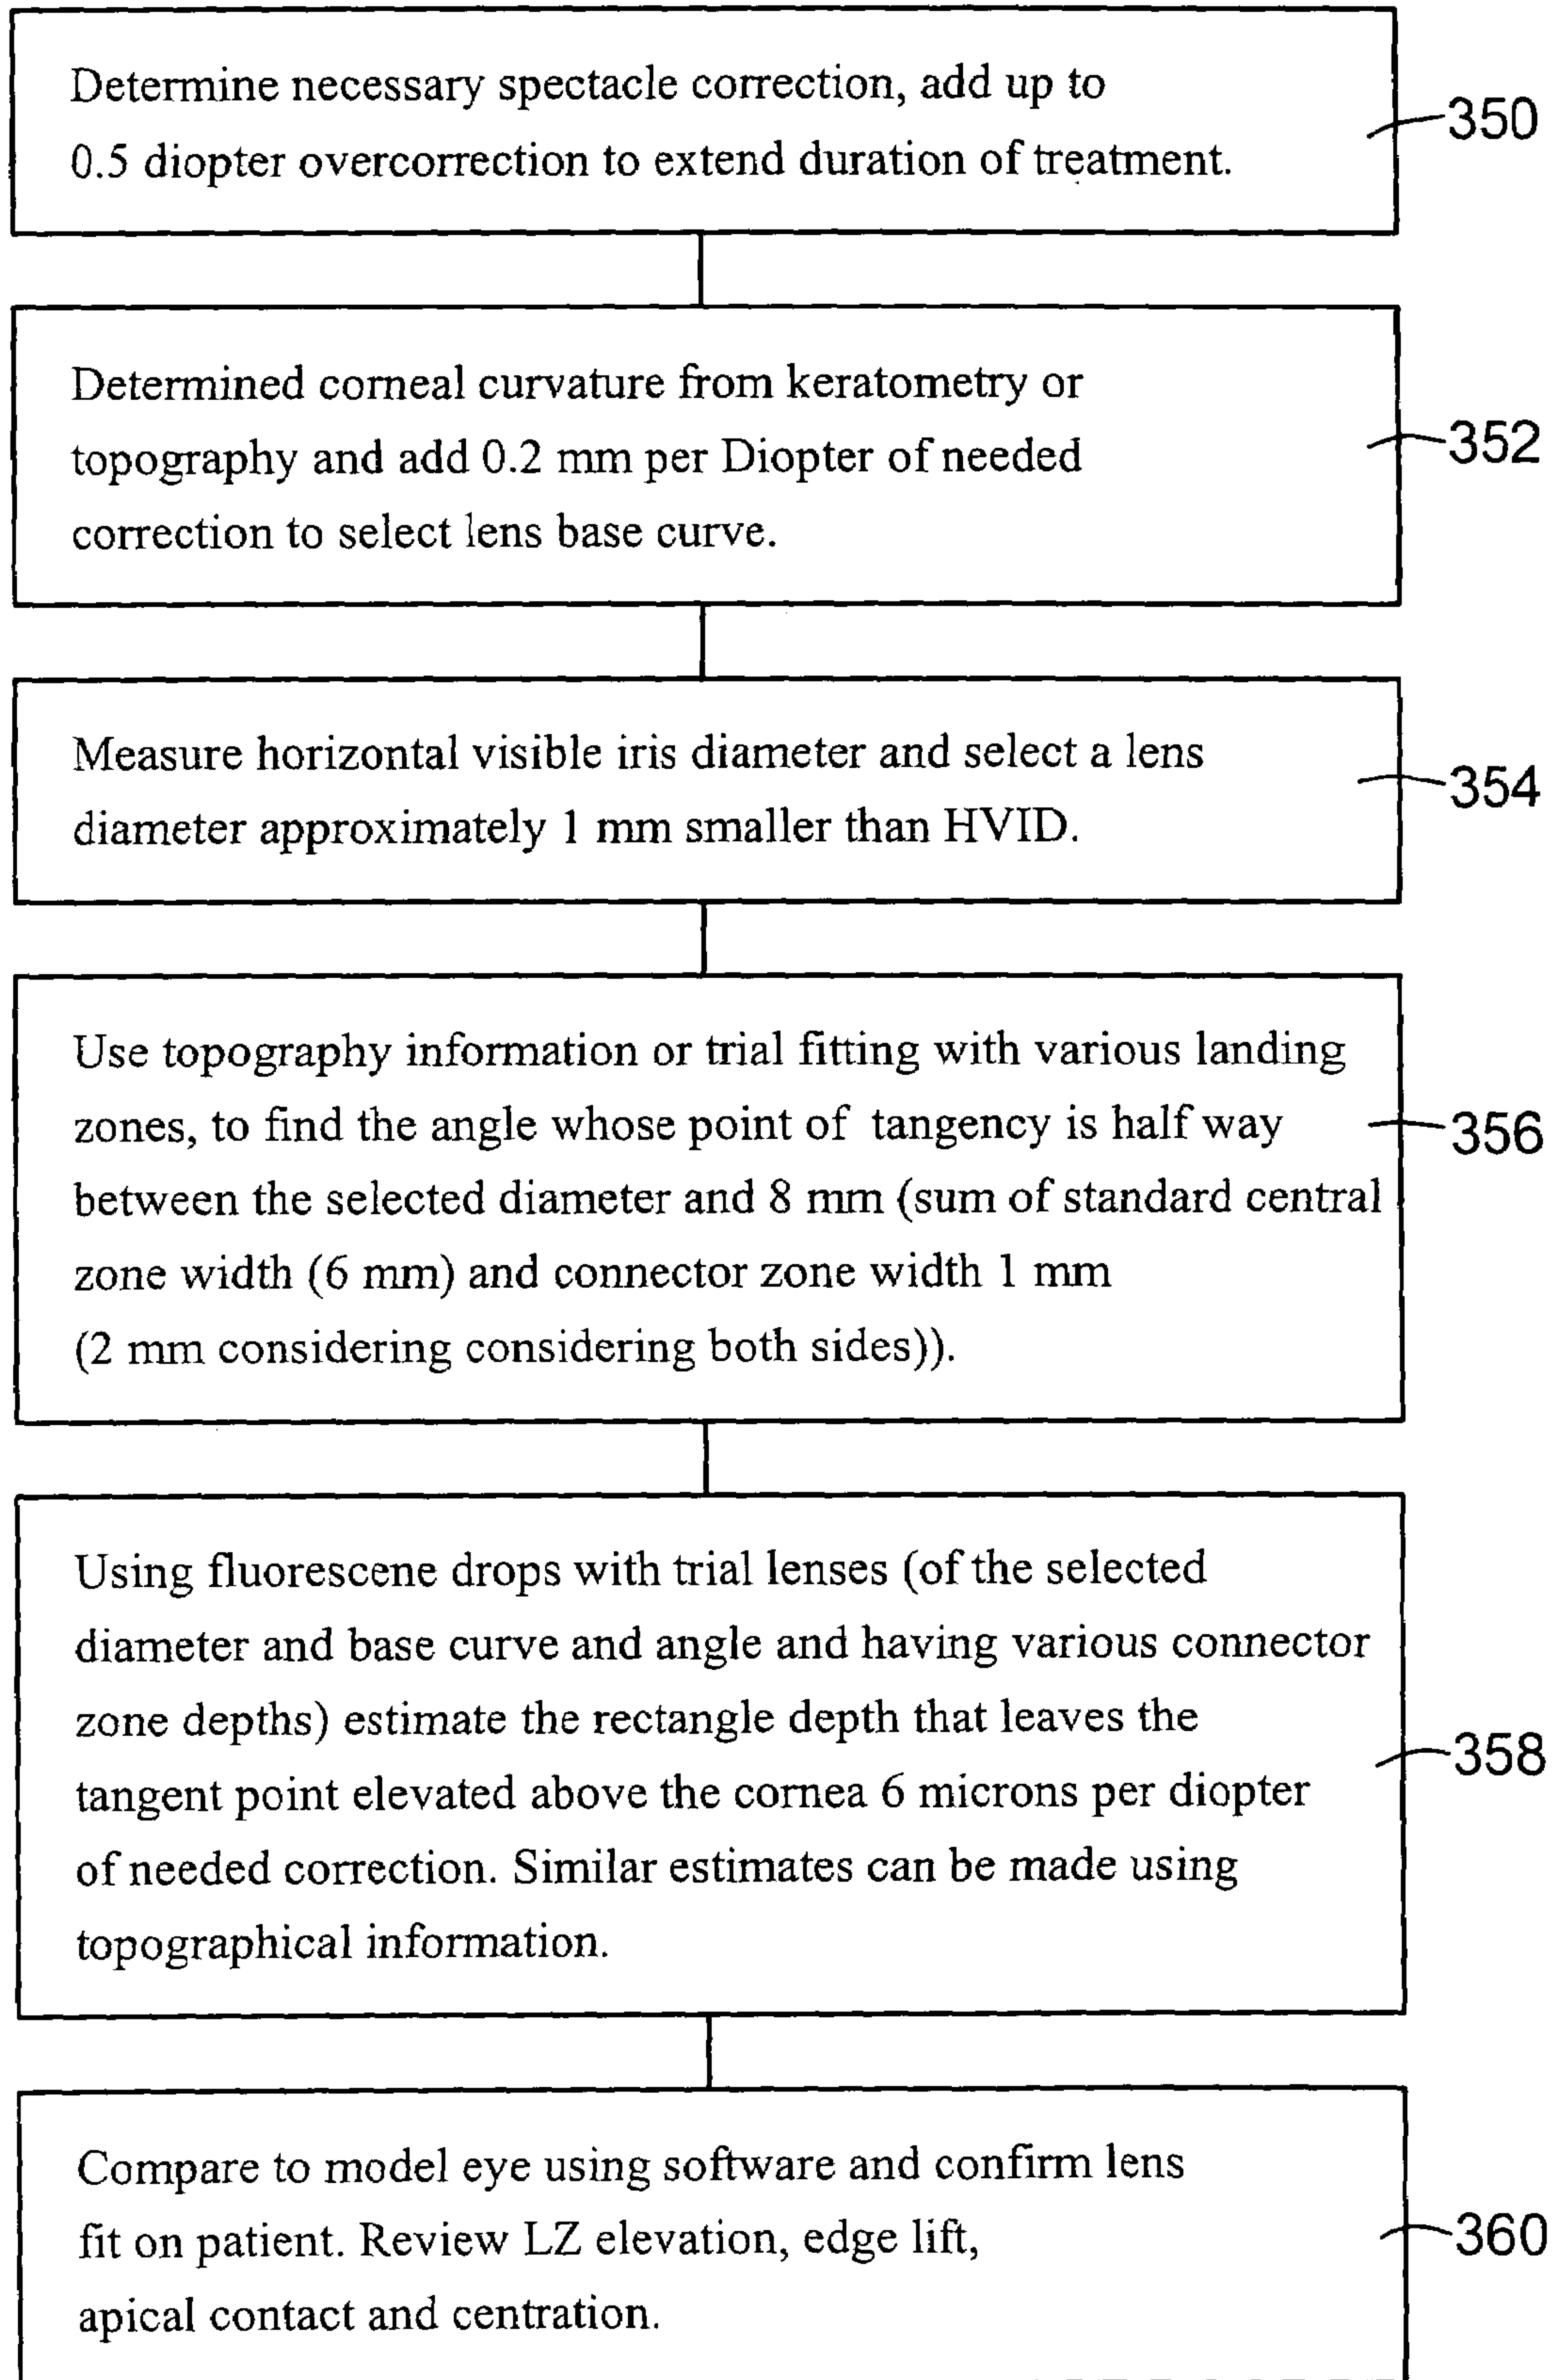 Determine necessary spectacle correction, add up to
0.5 diopter overcorrection to extend duration of treatment.
350
Determined corneal curvature from keratometry or
topography and add 0.2 mm per Diopter of needed
correction to select lens base curve.
352
Measure horizontal visible iris diameter and select a lens
diameter approximately 1 mm smaller than HVID.
354
Use topography information or trial fitting with various landing
zones, to find the angle whose point of tangency is half way
between the selected diameter and 8 mm (sum of standard central
zone width (6 mm) and connector zone width 1 mm
(2 mm considering considering both sides)).
356
Using fluorescene drops with trial lenses (of the selected
diameter and base curve and angle and having various connector
zone depths) estimate the rectangle depth that leaves the
tangent point elevated above the cornea 6 microns per diopter
of needed correction. Similar estimates can be made using
topographical information.
358
Compare to model eye using software and confirm lens
fit on patient. Review LZ elevation, edge lift,
apical contact and centration.
360